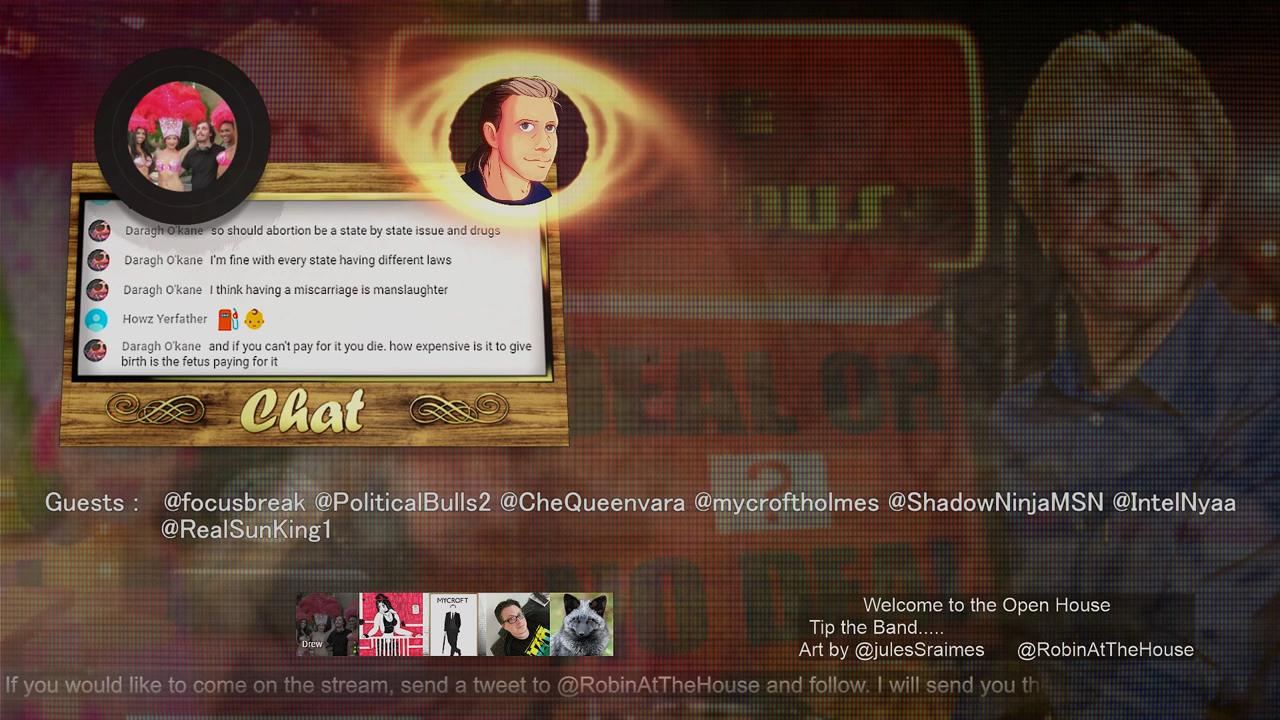 Daragh O'kane so should abortion be a state by state issue and drugs
Daragh O'kane I'm fine with every state having different laws
Daragh O'kane I think having a miscarriage is manslaughter
Howz Yerfather
Daragh O'kane and if you can't pay for it you die. how expensive is it to give
birth is the fetus paying for it
Chat
DEAL OR
?
NO DEAL
Guests : @focusbreak @PoliticalBulls2 @CheQueenvara @mycroftholmes @ShadowNinjaMSN @IntelNyaa
@RealSunKing1
Drew
MYCROFT
Welcome to the Open House
Tip the Band.....
Art by @julesSraimes @RobinAtTheHouse
If you would like to come on the stream, send a tweet to @RobinAtTheHouse and follow. I will send you th